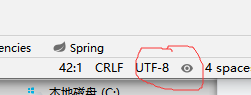 encies Spring
42:1 CRLF UTF-8 4 space
本地磁盘 (C:)